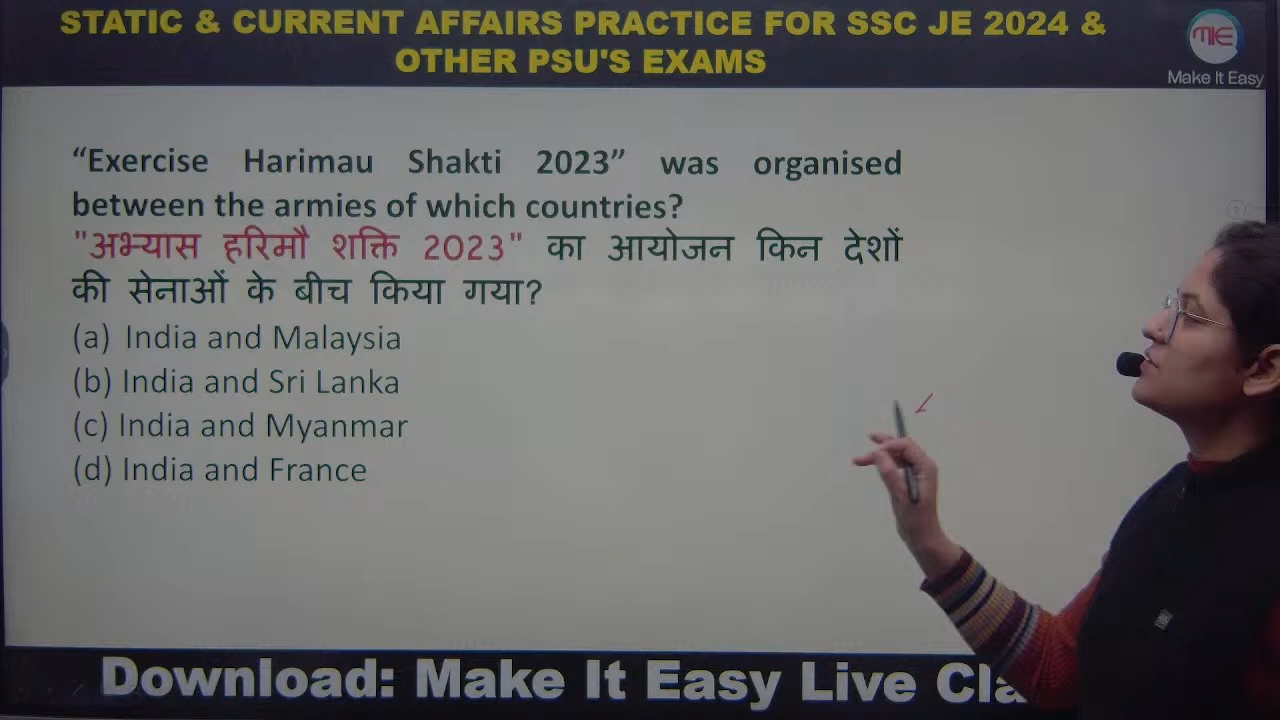 STATIC & CURRENT AFFAIRS PRACTICE FOR SSC JE 2024 &
OTHER PSU'S EXAMS
MIE
Make It Easy
“Exercise Harimau Shakti 2023” was organised
between the armies of which countries?
"अभ्यास हरिमौ शक्ति 2023" का आयोजन किन देशों
की सेनाओं के बीच किया गया?
(a) India and Malaysia
(b) India and Sri Lanka
(c) India and Myanmar
(d) India and France
Download: Make It Easy Live Cla